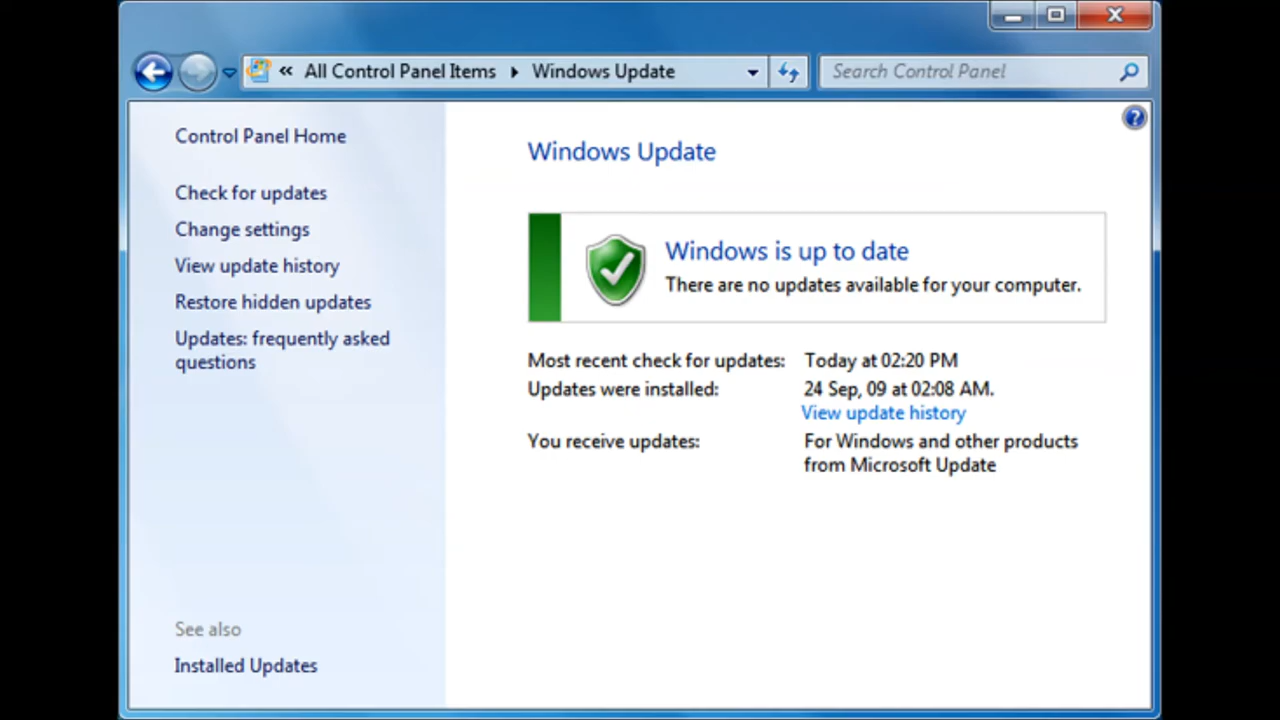 « All Control Panel Items ▸ Windows Update
Search Control Panel
Control Panel Home
Check for updates
Change settings
View update history
Restore hidden updates
Updates: frequently asked
questions
See also
Installed Updates
Windows Update
Windows is up to date
There are no updates available for your computer.
Most recent check for updates: Today at 02:20 PM
Updates were installed: 24 Sep, 09 at 02:08 AM.
View update history
You receive updates: For Windows and other products
from Microsoft Update